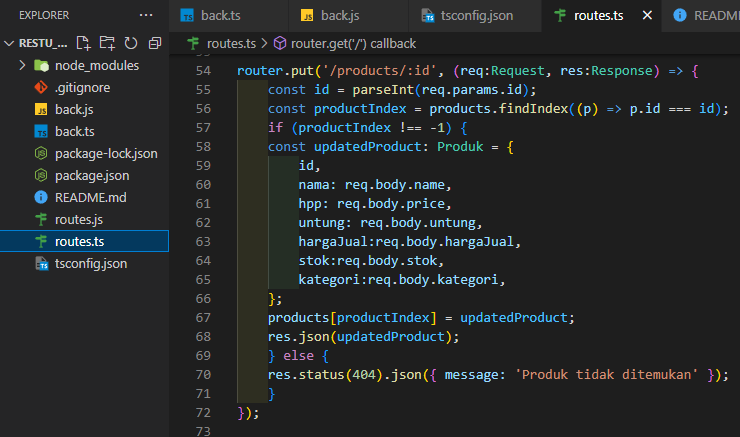 EXPLORER
RESTU_...
node_modules
.gitignore
back.js
back.ts
package-lock.json
package.json
README.md
routes.js
routes.ts
tsconfig.json
back.ts
back.js
tsconfig.json
routes.ts
README
routes.ts > router.get('/') callback
54 router.put('/products/:id', (req:Request, res:Response) => {
55 const id = parseInt(req.params.id);
56 const productIndex = products.findIndex((p) => p.id === id);
57 if (productIndex !== -1) {
58 const updatedProduct: Produk = {
59 id,
60 nama: req.body.name,
61 hpp: req.body.price,
62 untung: req.body.untung,
63 hargaJual:req.body.hargaJual,
64 stok:req.body.stok,
65 kategori:req.body.kategori,
66 };
67 products[productIndex] = updatedProduct;
68 res.json(updatedProduct);
69 } else {
70 res.status(404).json({ message: 'Produk tidak ditemukan' });
71 }
72 });
73